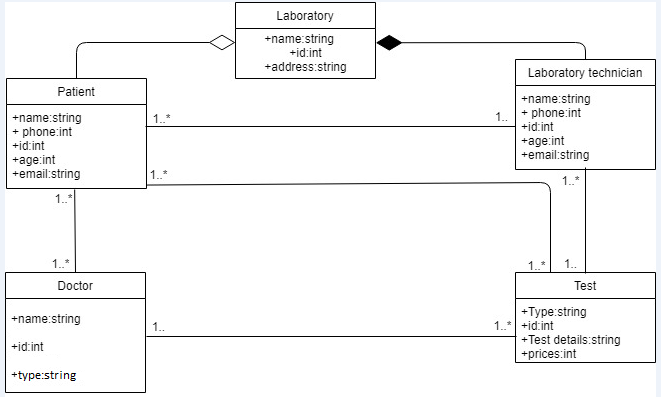 Laboratory
+name:string
+id:int
+address:string
Patient
+name:string
+ phone:int
+id:int
+age:int
+email:string
Laboratory technician
+name:string
+ phone:int
+id:int
+age:int
+email:string
1..*
1..
1..*
1..*
1..*
1..*
1..*
1..
Doctor
+name:string
+id:int
+type:string
1..
1..*
Test
+Type:string
+id:int
+Test details:string
+prices:int